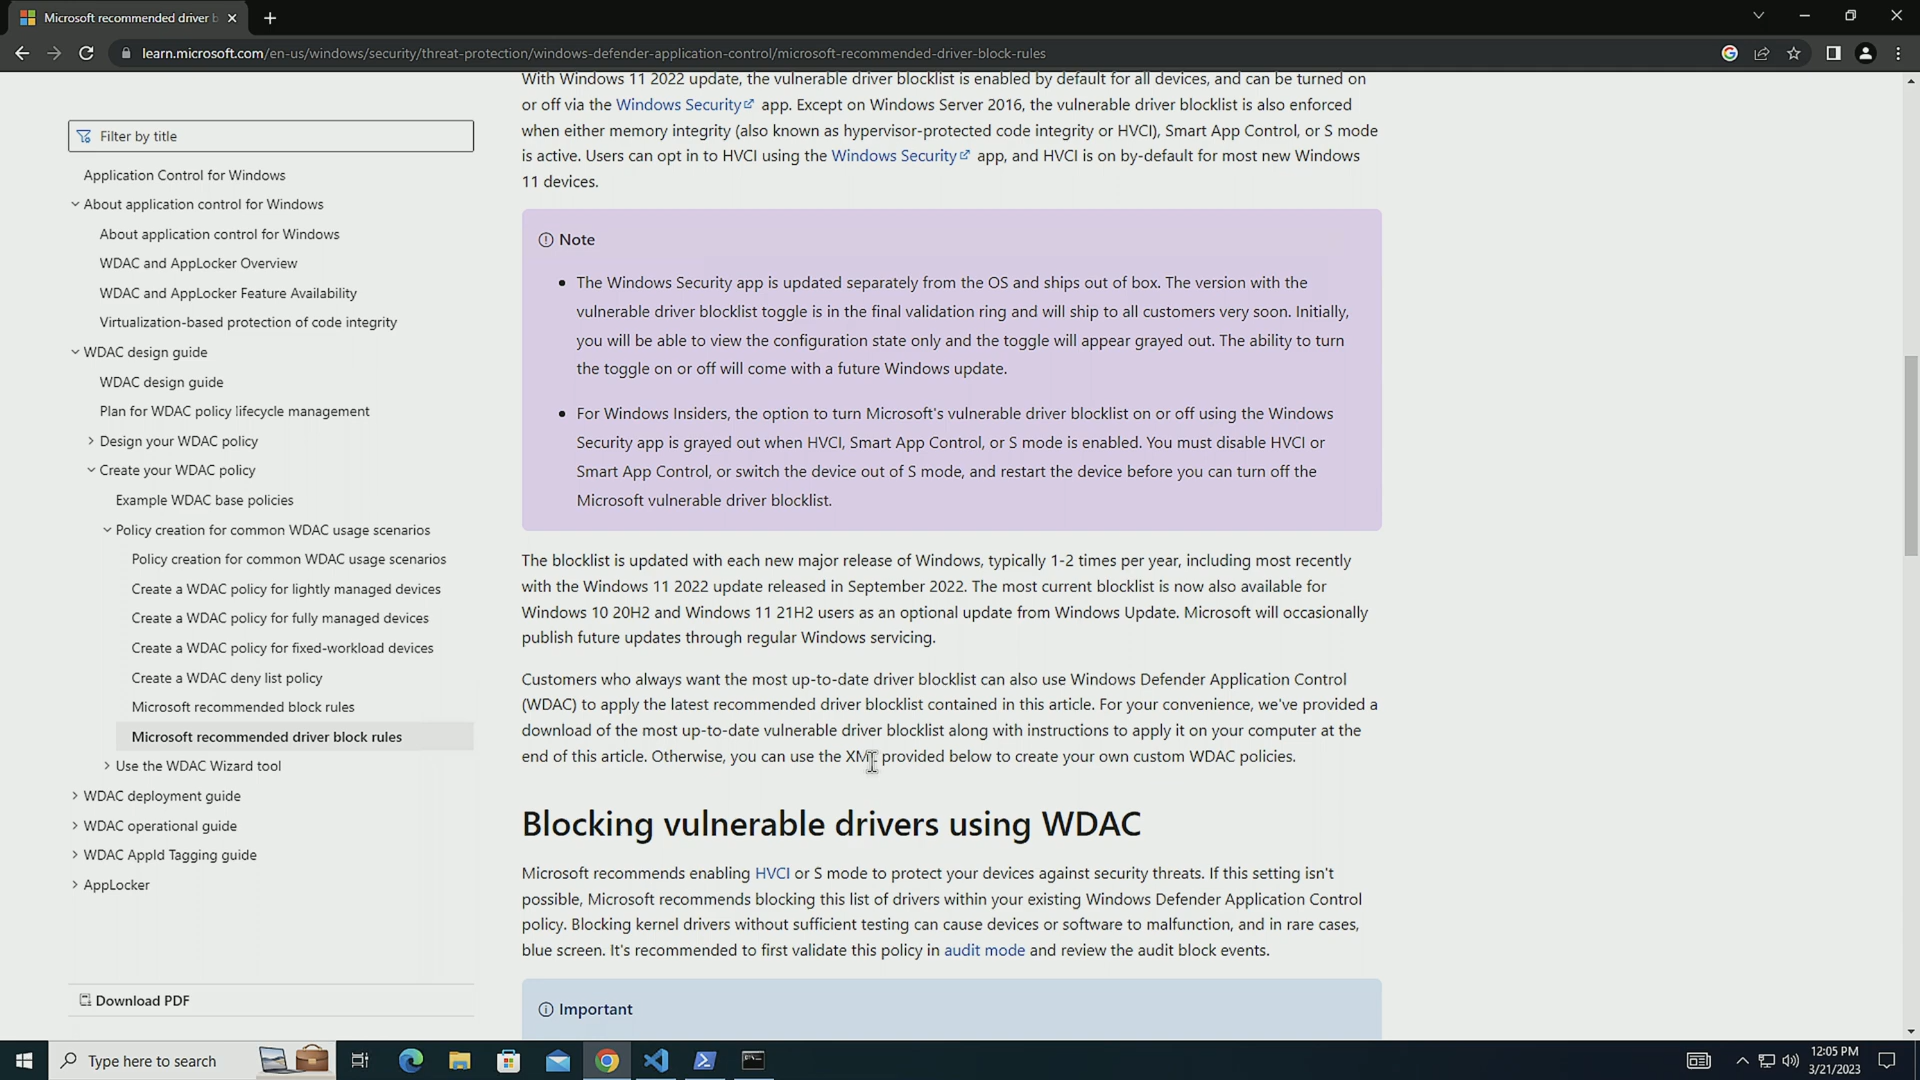 Microsoft recommended driver b
learn.microsoft.com/en-us/windows/security/threat-protection/windows-defender-application-control/microsoft-recommended-driver-block-rules
Filter by title
Application Control for Windows
About application control for Windows
About application control for Windows
WDAC and AppLocker Overview
WDAC and AppLocker Feature Availability
Virtualization-based protection of code integrity
WDAC design guide
WDAC design guide
Plan for WDAC policy lifecycle management
Design your WDAC policy
Create your WDAC policy
Example WDAC base policies
Policy creation for common WDAC usage scenarios
Policy creation for common WDAC usage scenarios
Create a WDAC policy for lightly managed devices
Create a WDAC policy for fully managed devices
Create a WDAC policy for fixed-workload devices
Create a WDAC deny list policy
Microsoft recommended block rules
Microsoft recommended driver block rules
Use the WDAC Wizard tool
WDAC deployment guide
WDAC operational guide
WDAC AppId Tagging guide
AppLocker
Download PDF
With Windows 11 2022 update, the vulnerable driver blocklist is enabled by default for all devices, and can be turned on
or off via the Windows Security app. Except on Windows Server 2016, the vulnerable driver blocklist is also enforced
when either memory integrity (also known as hypervisor-protected code integrity or HVCI), Smart App Control, or S mode
is active. Users can opt in to HVCI using the Windows Security app, and HVCI is on by-default for most new Windows
11 devices.
Note
• The Windows Security app is updated separately from the OS and ships out of box. The version with the
vulnerable driver blocklist toggle is in the final validation ring and will ship to all customers very soon. Initially,
you will be able to view the configuration state only and the toggle will appear grayed out. The ability to turn
the toggle on or off will come with a future Windows update.
• For Windows Insiders, the option to turn Microsoft's vulnerable driver blocklist on or off using the Windows
Security app is grayed out when HVCI, Smart App Control, or S mode is enabled. You must disable HVCI or
Smart App Control, or switch the device out of S mode, and restart the device before you can turn off the
Microsoft vulnerable driver blocklist.
The blocklist is updated with each new major release of Windows, typically 1-2 times per year, including most recently
with the Windows 11 2022 update released in September 2022. The most current blocklist is now also available for
Windows 10 20H2 and Windows 11 21H2 users as an optional update from Windows Update. Microsoft will occasionally
publish future updates through regular Windows servicing.
Customers who always want the most up-to-date driver blocklist can also use Windows Defender Application Control
(WDAC) to apply the latest recommended driver blocklist contained in this article. For your convenience, we've provided a
download of the most up-to-date vulnerable driver blocklist along with instructions to apply it on your computer at the
end of this article. Otherwise, you can use the XML provided below to create your own custom WDAC policies.
Blocking vulnerable drivers using WDAC
Microsoft recommends enabling HVCI or S mode to protect your devices against security threats. If this setting isn't
possible, Microsoft recommends blocking this list of drivers within your existing Windows Defender Application Control
policy. Blocking kernel drivers without sufficient testing can cause devices or software to malfunction, and in rare cases,
blue screen. It's recommended to first validate this policy in audit mode and review the audit block events.
Important
Type here to search
12:05 PM
3/21/2023